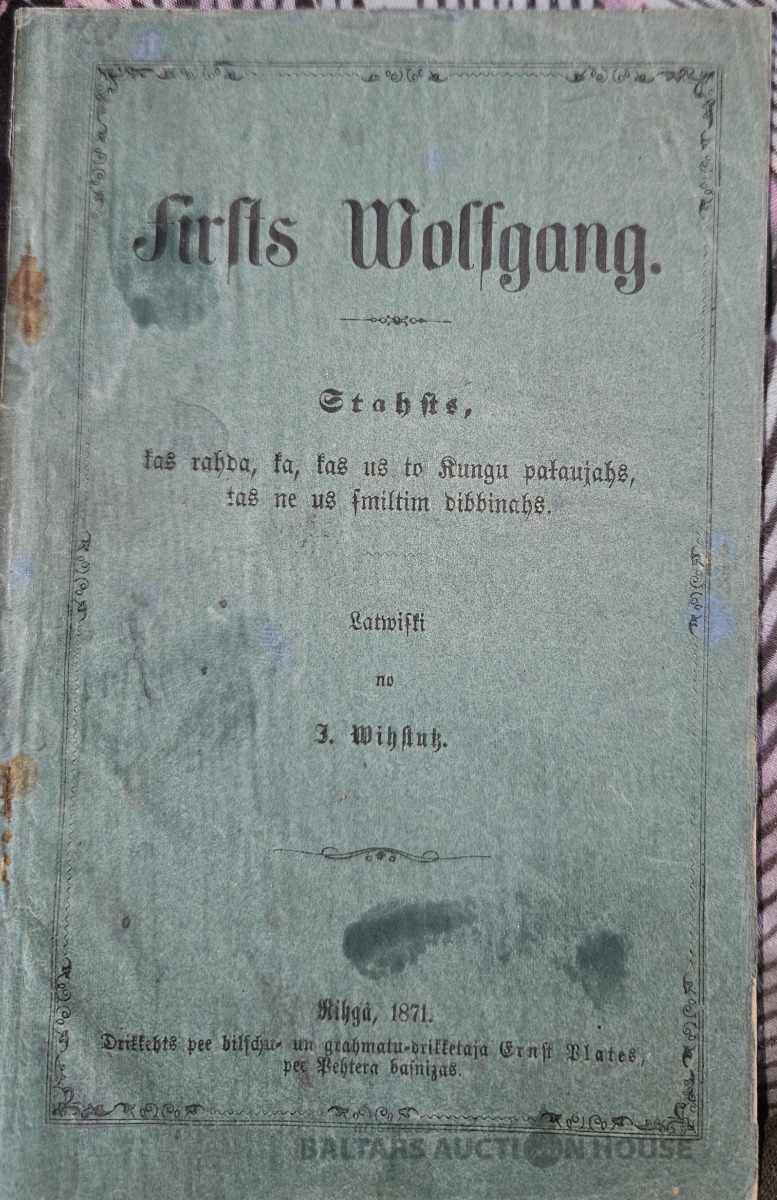 Firſts Wolfgang.
Stahſts,
kas rahda, ka, kas us to Kungu paƚaujahs,
tas ne us ſmiltim dibbinahs.
Latwiſki
no
J. Wihſtutz.
Rihgâ, 1871.
Drikkehts pee bilſchu- un grahmatu-drikketaja Ernſt Plates,
pee Pehtera baſnizas.
BALTARS AUCTION HOUSE